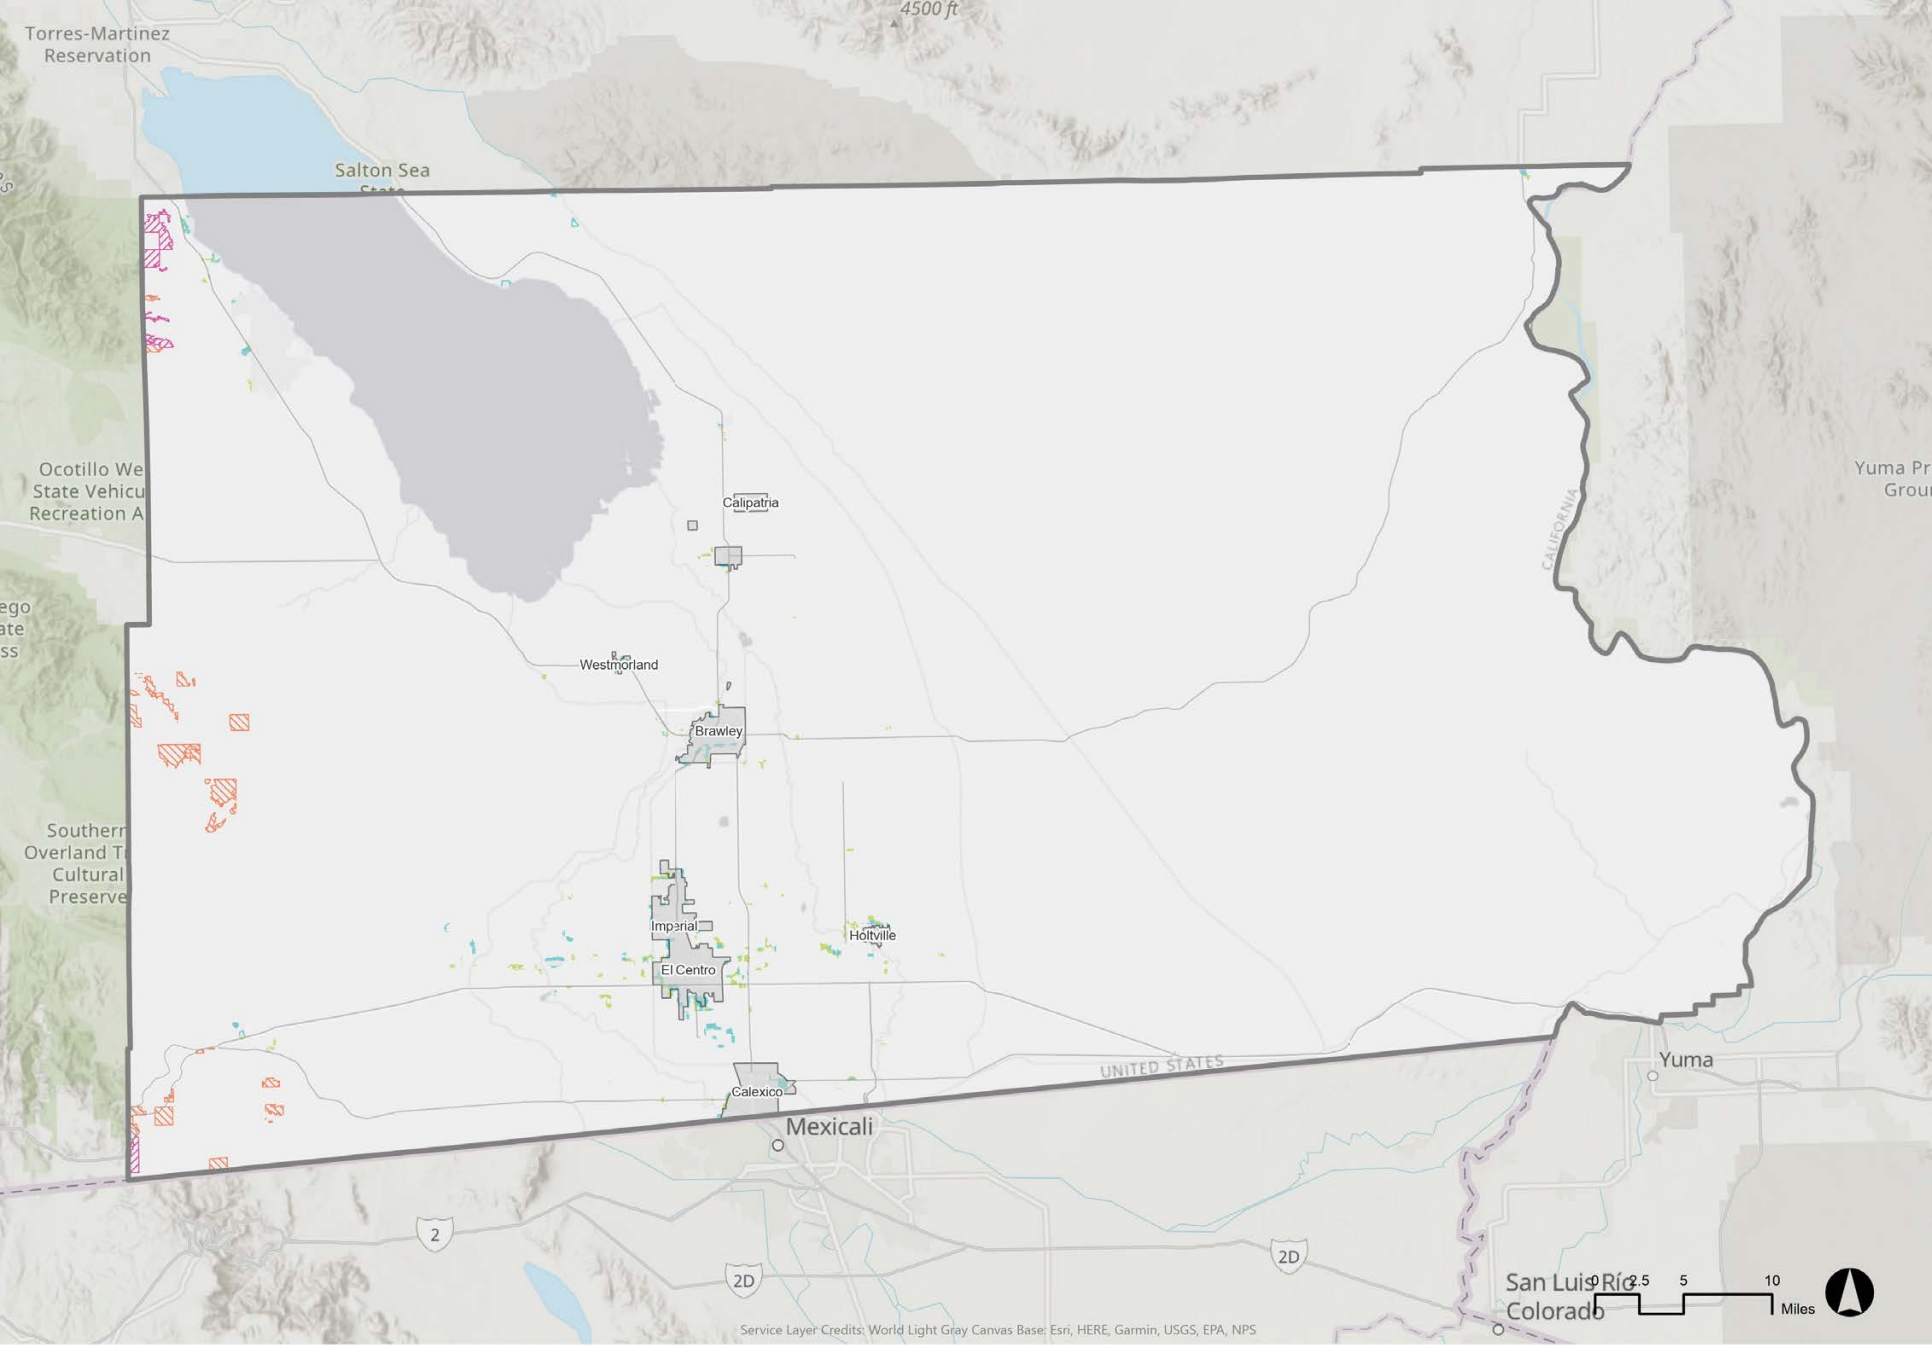 4500 ft
Torres-Martinez
Reservation
Salton Sea
Ocotillo We
State Vehicu
Recreation A
Yuma Pr
Grou
Calipatria
CALIFORNIA
ego
ate
ss
Westmorland
Brawley
Southern
Overland Tr
Cultural
Preserve
Imperial
Holtville
El Centro
UNITED STATES
Yuma
Calexico
Mexicali
2
2D
2D
San Luis Río
Colorado
0 2.5 5 10
Miles
Service Layer Credits: World Light Gray Canvas Base: Esri, HERE, Garmin, USGS, EPA, NPS